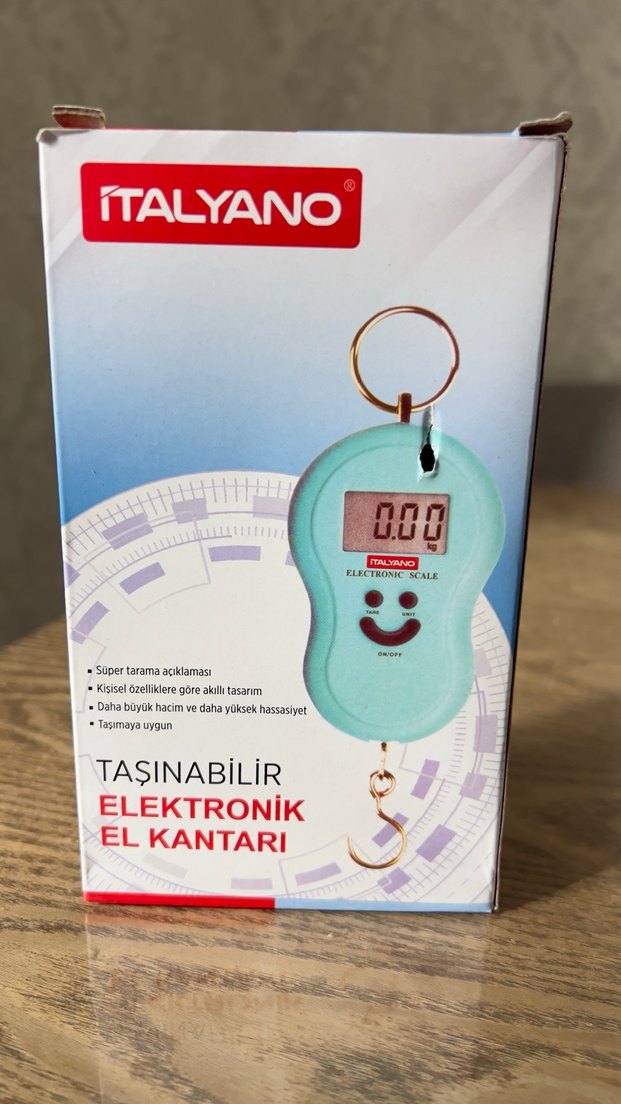 İTALYANO®
0.00
kg
İTALYANO
ELECTRONIC SCALE
TARE
UNIT
ON/OFF
▪ Süper tarama açıklaması
▪ Kişisel özelliklere göre akıllı tasarım
▪ Daha büyük hacim ve daha yüksek hassasiyet
▪ Taşımaya uygun
TAŞINABİLİR
ELEKTRONİK
EL KANTARI